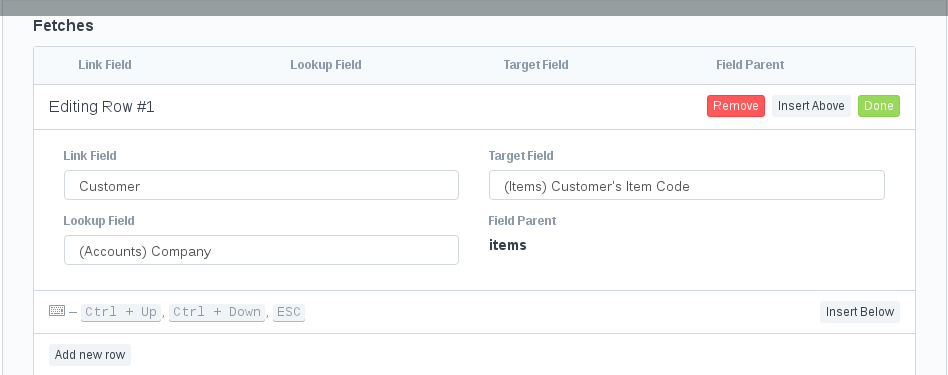 Fetches
Link Field Lookup Field Target Field Field Parent
Editing Row #1 Remove Insert Above Done
Link Field Target Field
Customer (Items) Customer's Item Code
Lookup Field Field Parent
(Accounts) Company items
– Ctrl + Up, Ctrl + Down, ESC Insert Below
Add new row